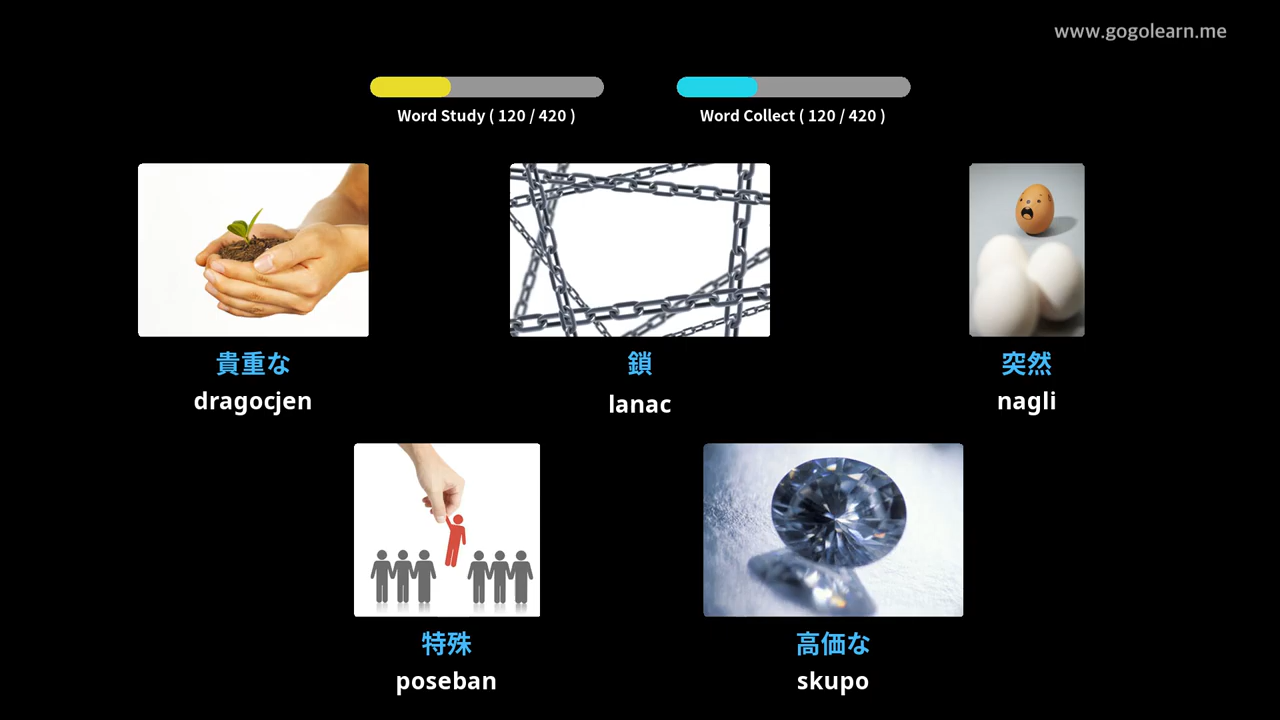 www.gogolearn.me
Word Study ( 120 / 420 )
Word Collect ( 120 / 420 )
貴重な
dragocjen
鎖
lanac
突然
nagli
特殊
poseban
高価な
skupo